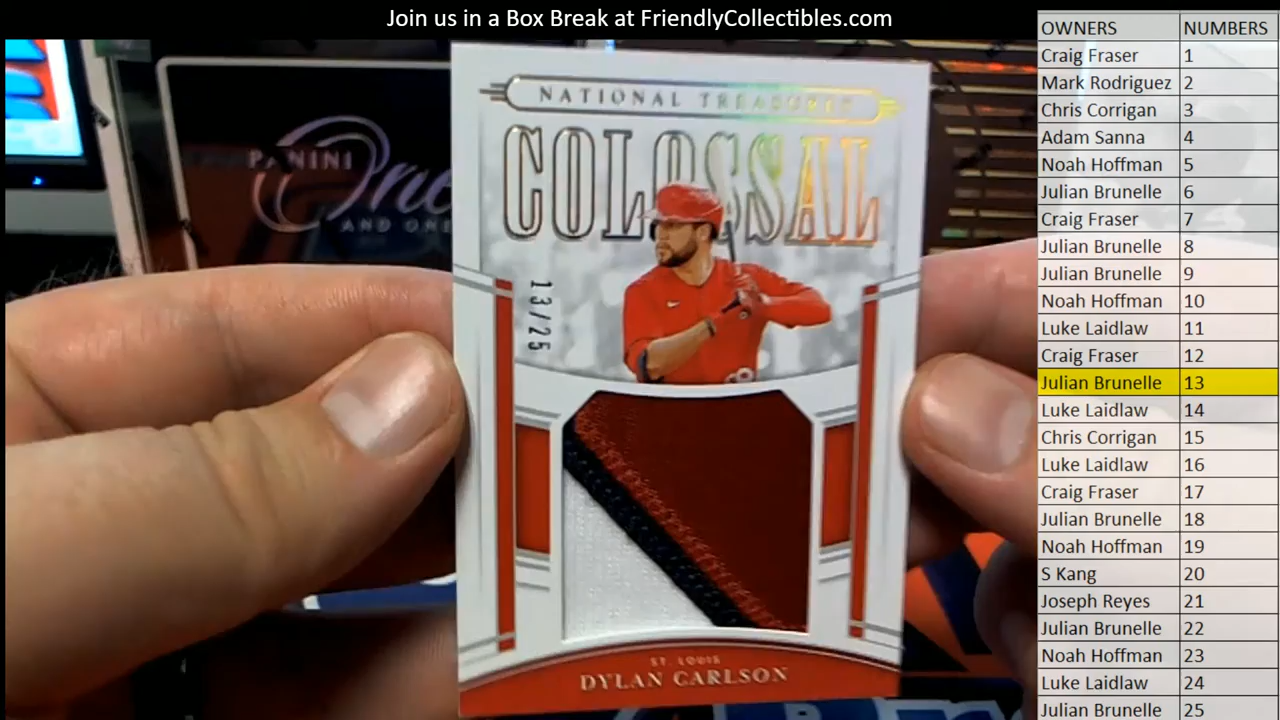 Join us in a Box Break at FriendlyCollectibles.com
PANINI
One
AND ONE
NATIONAL TREASURES
COLOSSAL
13/25
ST. LOUIS
DYLAN CARLSON
OWNERS NUMBERS
Craig Fraser 1
Mark Rodriguez 2
Chris Corrigan 3
Adam Sanna 4
Noah Hoffman 5
Julian Brunelle 6
Craig Fraser 7
Julian Brunelle 8
Julian Brunelle 9
Noah Hoffman 10
Luke Laidlaw 11
Craig Fraser 12
Julian Brunelle 13
Luke Laidlaw 14
Chris Corrigan 15
Luke Laidlaw 16
Craig Fraser 17
Julian Brunelle 18
Noah Hoffman 19
S Kang 20
Joseph Reyes 21
Julian Brunelle 22
Noah Hoffman 23
Luke Laidlaw 24
Julian Brunelle 25